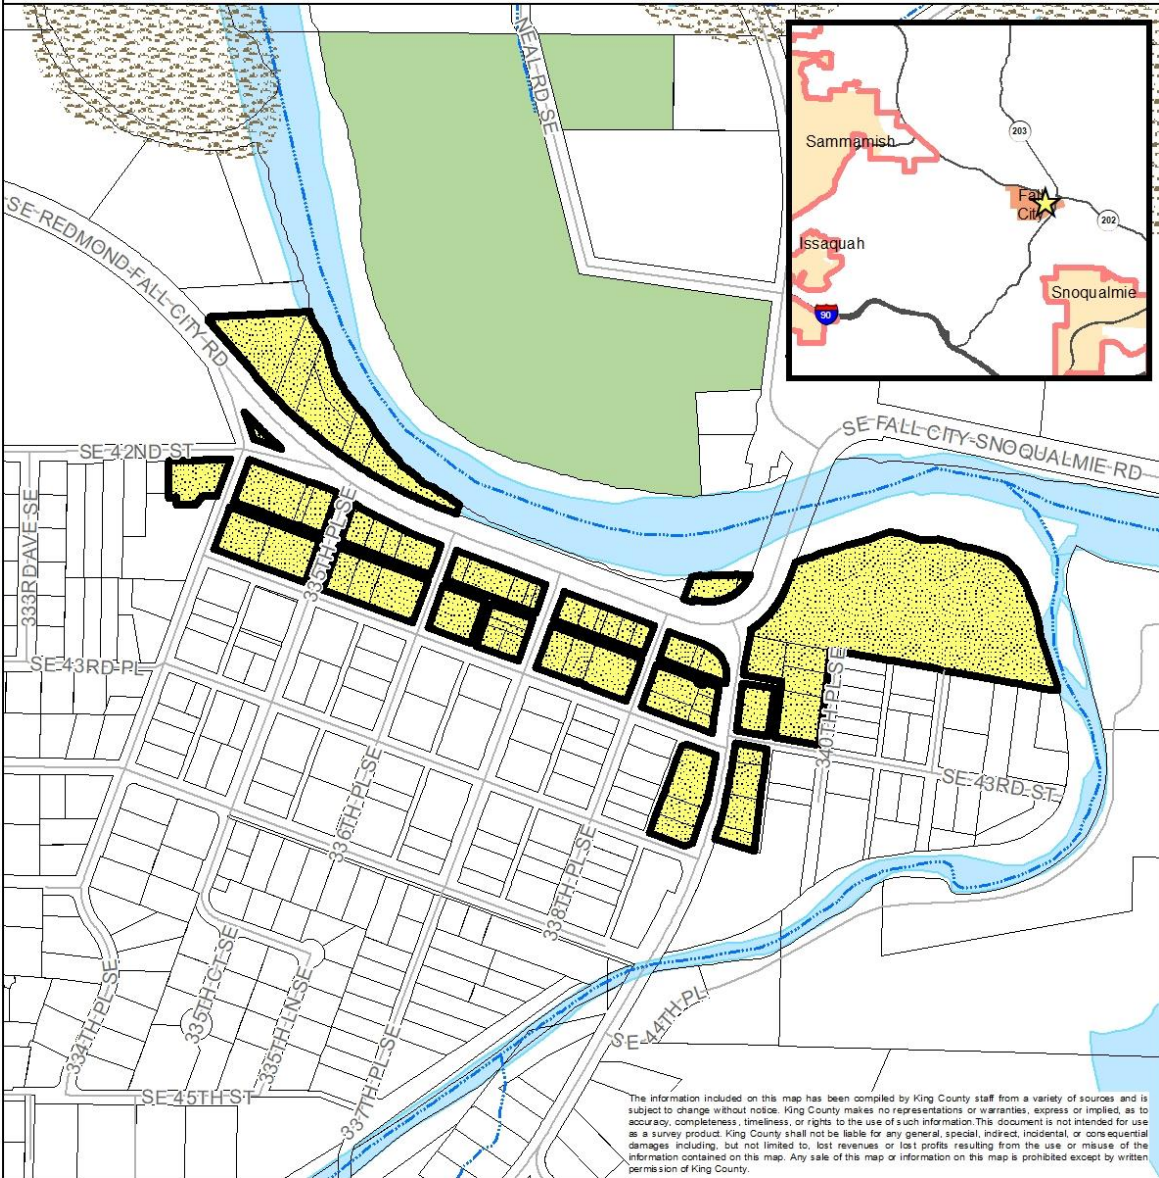 NEAL RD SE
Sammamish
203
Fall
City
202
Issaquah
Snoqualmie
90
SE REDMOND-FALL CITY RD
SE FALL CITY-SNOQUALMIE RD
SE 42ND ST
333RD AVE SE
335TH PL SE
SE 43RD PL
340TH PL SE
SE 43RD ST
336TH PL SE
338TH PL SE
334TH PL SE
335TH CT SE
335TH LN SE
337TH PL SE
SE 44TH PL
SE 45TH ST
The information included on this map has been compiled by King County staff from a variety of sources and is
subject to change without notice. King County makes no representations or warranties, express or implied, as to
accuracy, completeness, timeliness, or rights to the use of such information. This document is not intended for use
as a survey product. King County shall not be liable for any general, special, indirect, incidental, or consequential
damages including, but not limited to, lost revenues or lost profits resulting from the use or misuse of the
information contained on this map. Any sale of this map or information on this map is prohibited except by written
permission of King County.